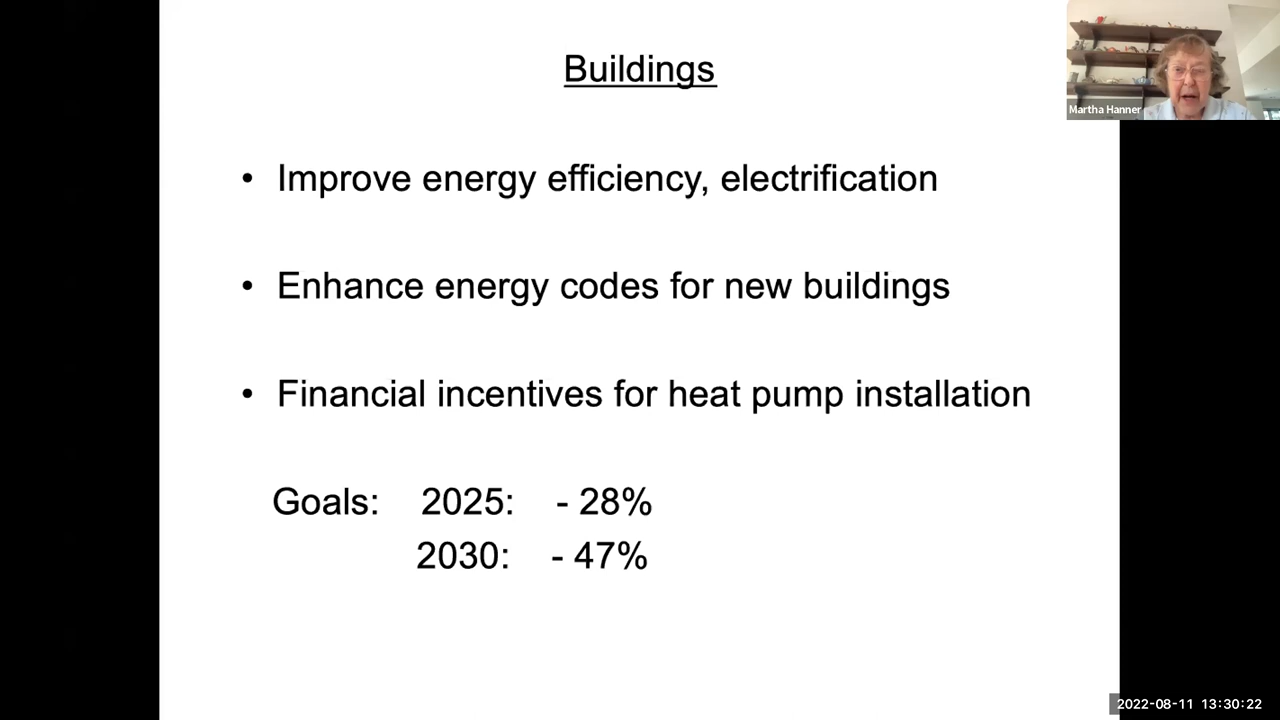 Buildings
Martha Hanner
• Improve energy efficiency, electrification
• Enhance energy codes for new buildings
• Financial incentives for heat pump installation
Goals: 2025: - 28%
2030: - 47%
2022-08-11 13:30:22